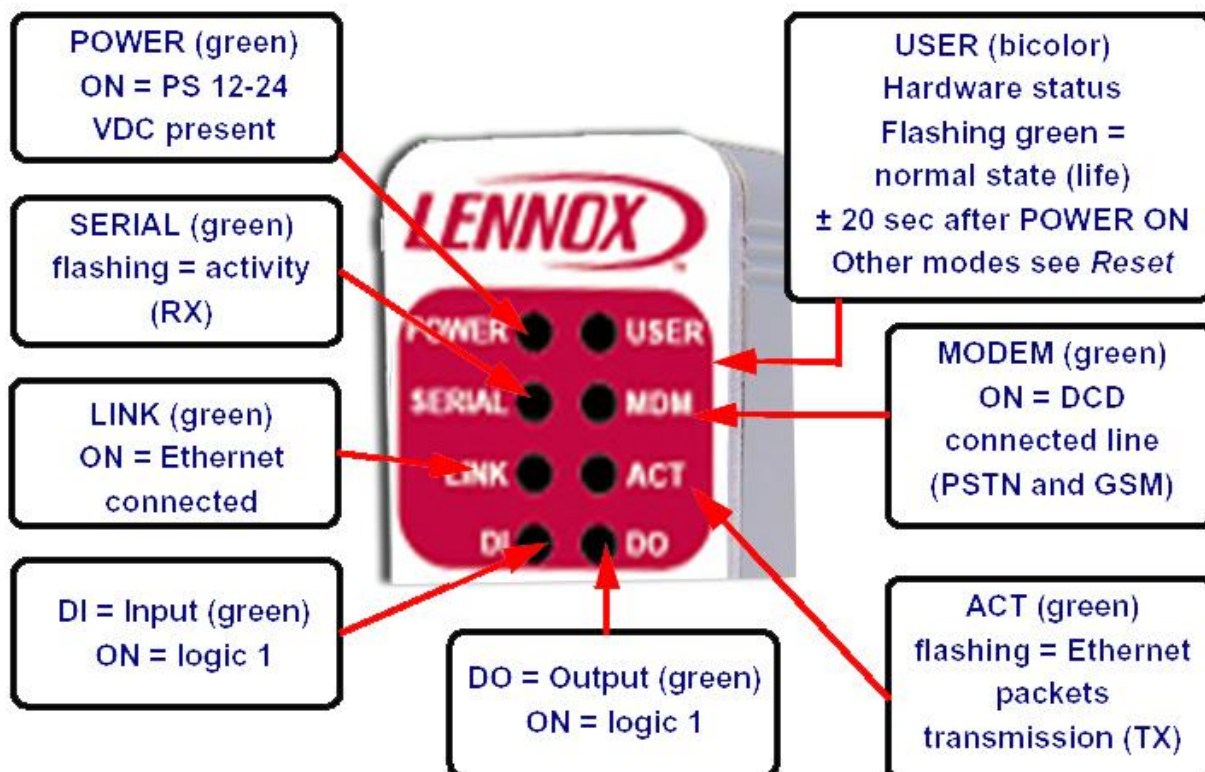 POWER (green)
ON = PS 12-24
VDC present
USER (bicolor)
Hardware status
Flashing green =
normal state (life)
± 20 sec after POWER ON
Other modes see Reset
SERIAL (green)
flashing = activity
(RX)
LENNOX
™
POWER USER
SERIAL MDM
LINK ACT
DI DO
MODEM (green)
ON = DCD
connected line
(PSTN and GSM)
LINK (green)
ON = Ethernet
connected
DI = Input (green)
ON = logic 1
DO = Output (green)
ON = logic 1
ACT (green)
flashing = Ethernet
packets
transmission (TX)